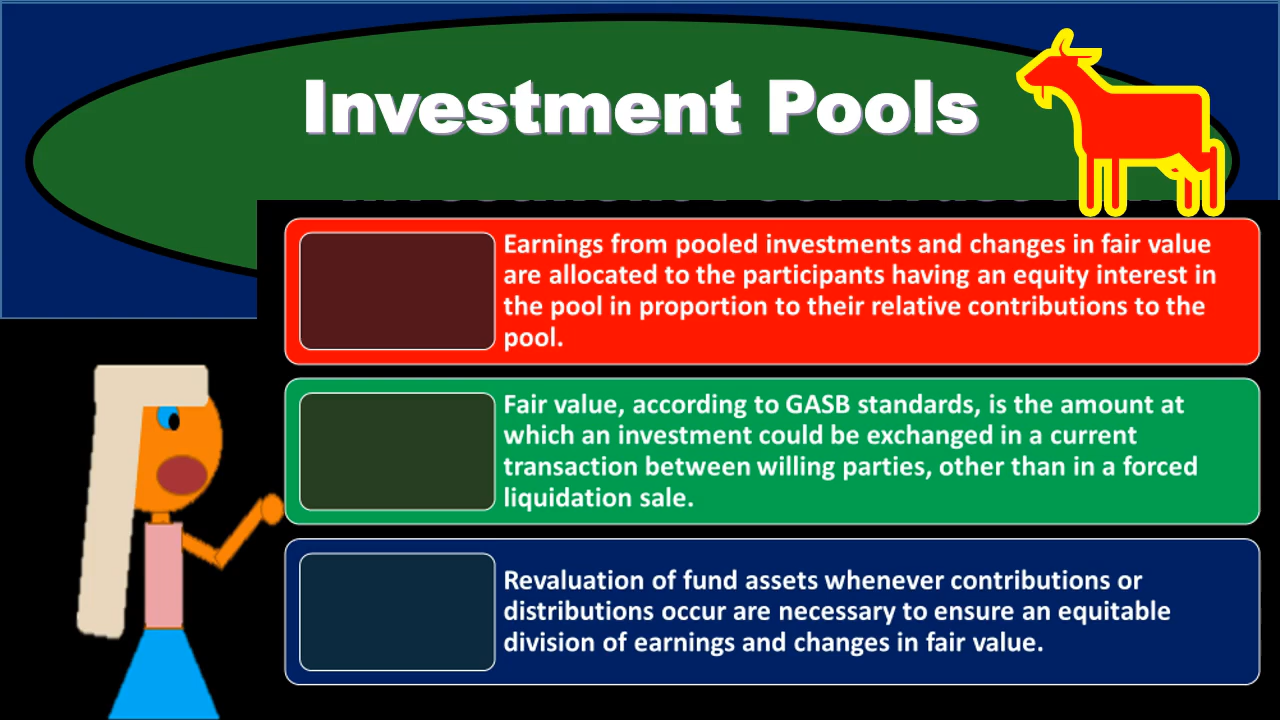 Investment Pools
Earnings from pooled investments and changes in fair value
are allocated to the participants having an equity interest in
the pool in proportion to their relative contributions to the
pool.
Fair value, according to GASB standards, is the amount at
which an investment could be exchanged in a current
transaction between willing parties, other than in a forced
liquidation sale.
Revaluation of fund assets whenever contributions or
distributions occur are necessary to ensure an equitable
division of earnings and changes in fair value.